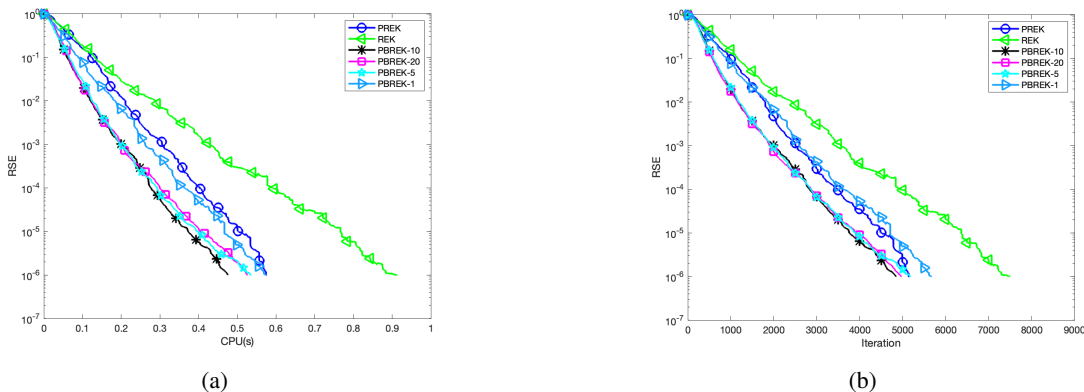 10^0
10^-1
10^-2
10^-3
10^-4
10^-5
10^-6
10^-7
RSE
0 0.1 0.2 0.3 0.4 0.5 0.6 0.7 0.8 0.9 1
CPU(s)
PREK
REK
PBREK-10
PBREK-20
PBREK-5
PBREK-1
(a)
10^0
10^-1
10^-2
10^-3
10^-4
10^-5
10^-6
10^-7
RSE
0 1000 2000 3000 4000 5000 6000 7000 8000 9000
Iteration
PREK
REK
PBREK-10
PBREK-20
PBREK-5
PBREK-1
(b)